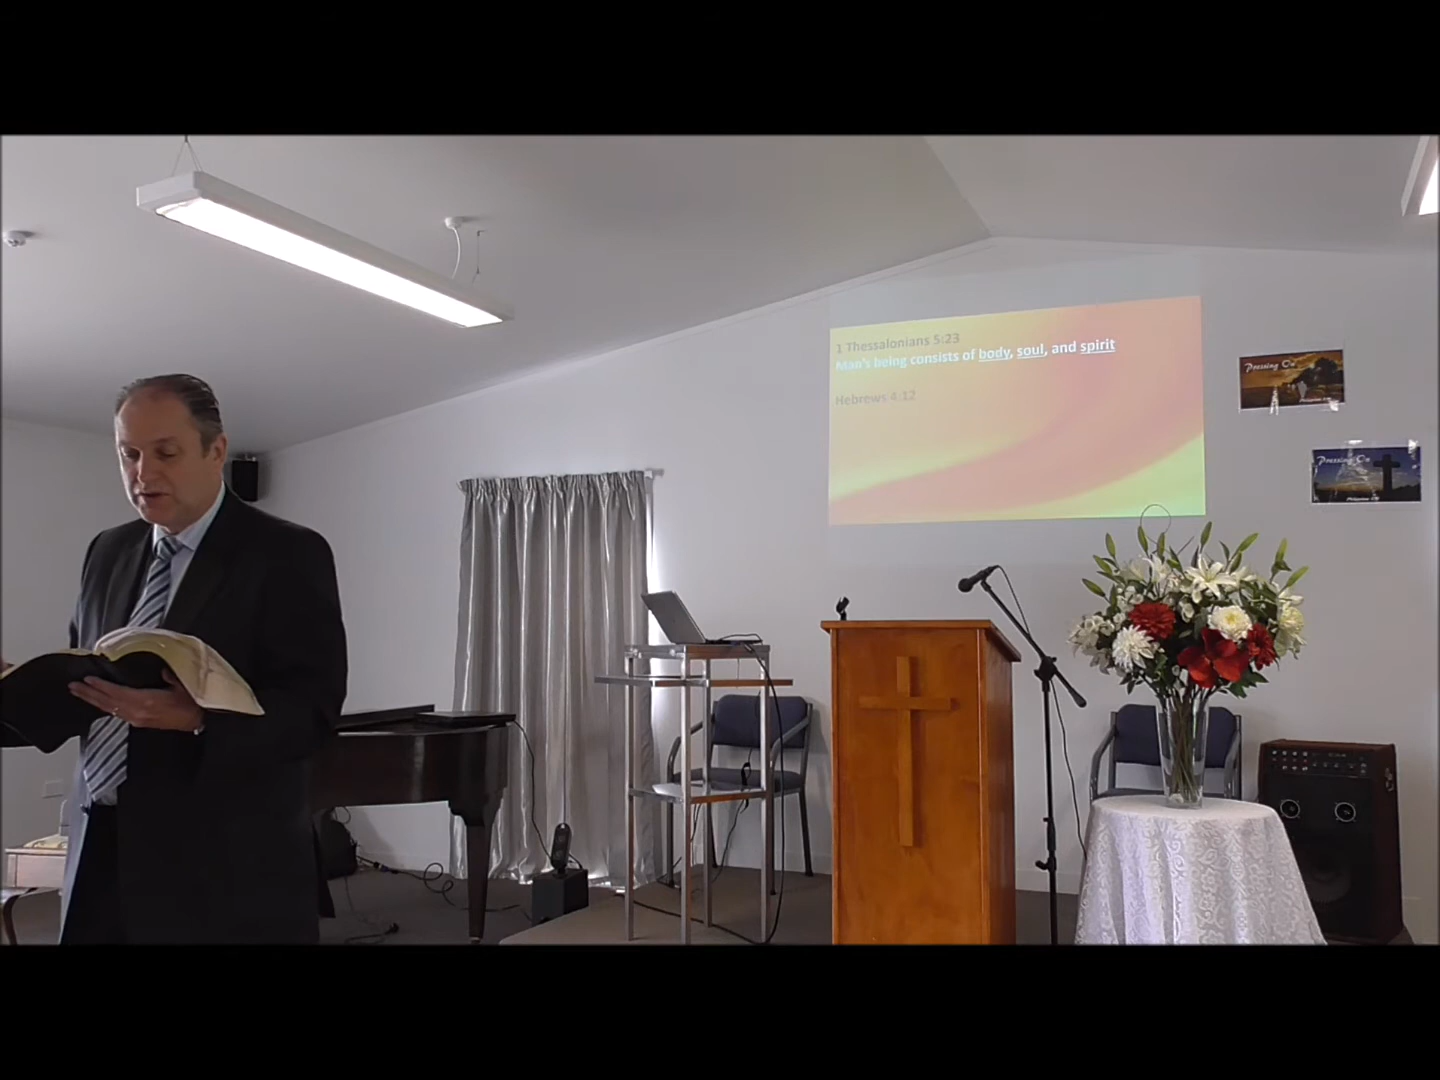 1 Thessalonians 5:23
Man's being consists of body, soul, and spirit
Hebrews 4:12
Pressing On
Pressing On